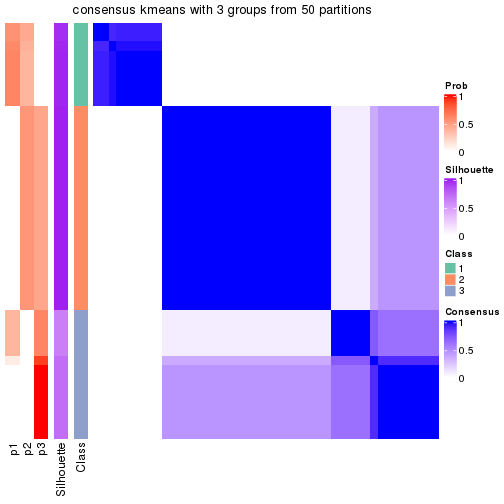 consensus kmeans with 3 groups from 50 partitions
Prob
1
0.5
0
Silhouette
1
0.5
0
Class
1
2
3
Consensus
1
0.5
0
p1
p2
p3
Silhouette
Class